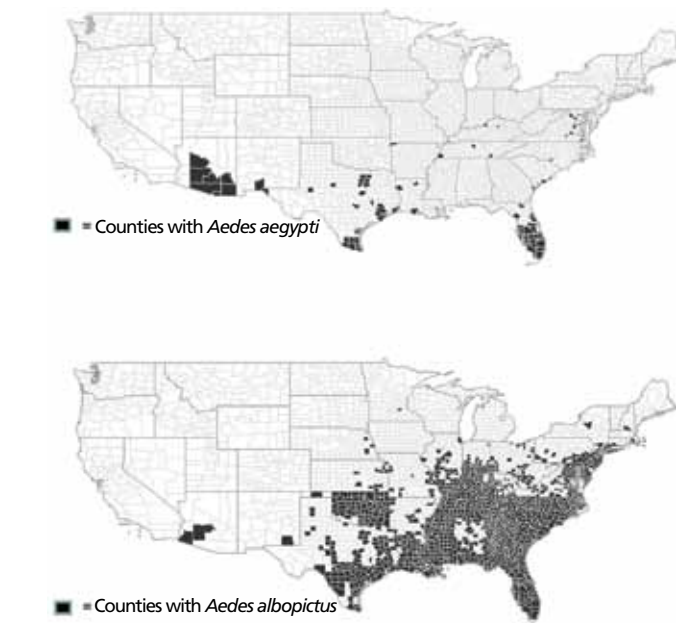 = Counties with Aedes aegypti
= Counties with Aedes albopictus